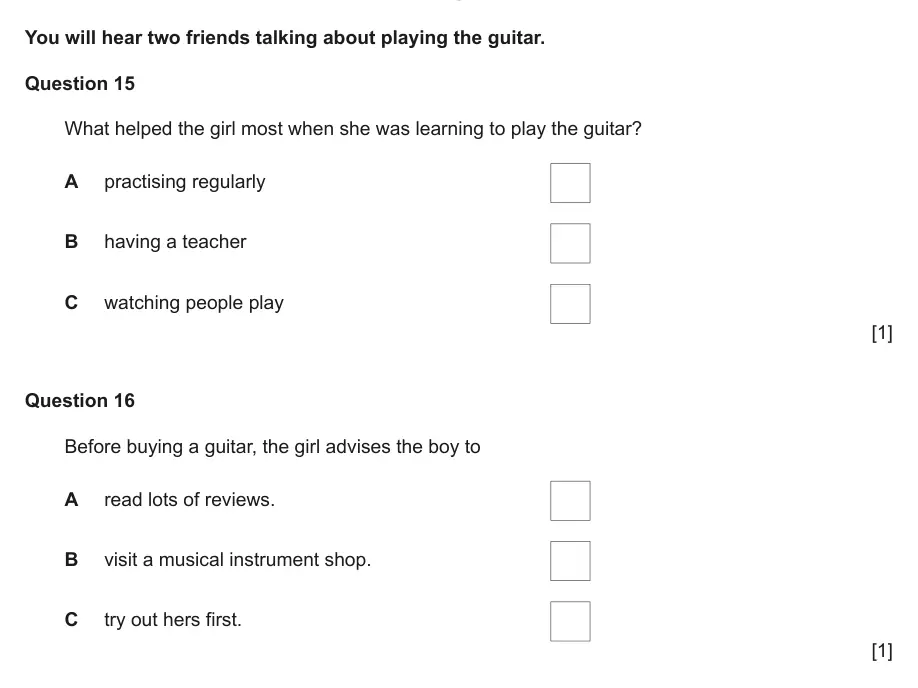 You will hear two friends talking about playing the guitar.
Question 15
What helped the girl most when she was learning to play the guitar?
A practising regularly
B having a teacher
C watching people play
[1]
Question 16
Before buying a guitar, the girl advises the boy to
A read lots of reviews.
B visit a musical instrument shop.
C try out hers first.
[1]